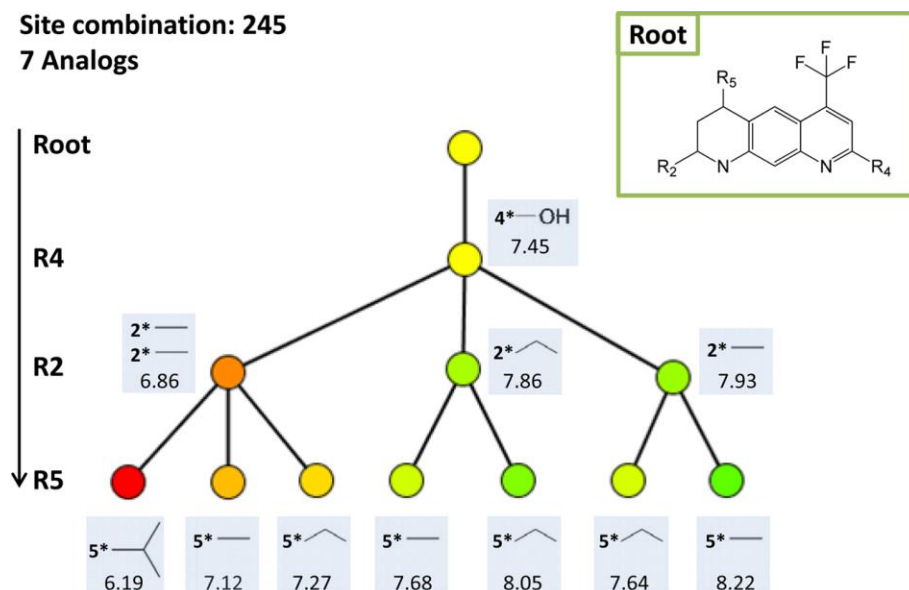 Site combination: 245
7 Analogs
Root
F
F
F
R5
R2
N
N
R4
Root
4*
OH
7.45
R4
2*
2*
6.86
2*
7.86
2*
7.93
R2
R5
5*
6.19
5*
7.12
5*
7.27
5*
7.68
5*
8.05
5*
7.64
5*
8.22